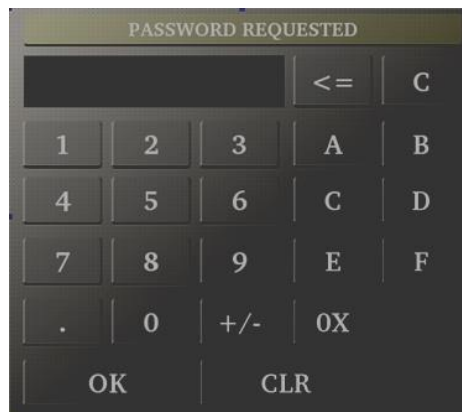 PASSWORD REQUESTED
<= C
1 2 3 A B
4 5 6 C D
7 8 9 E F
. 0 +/- 0X
OK CLR